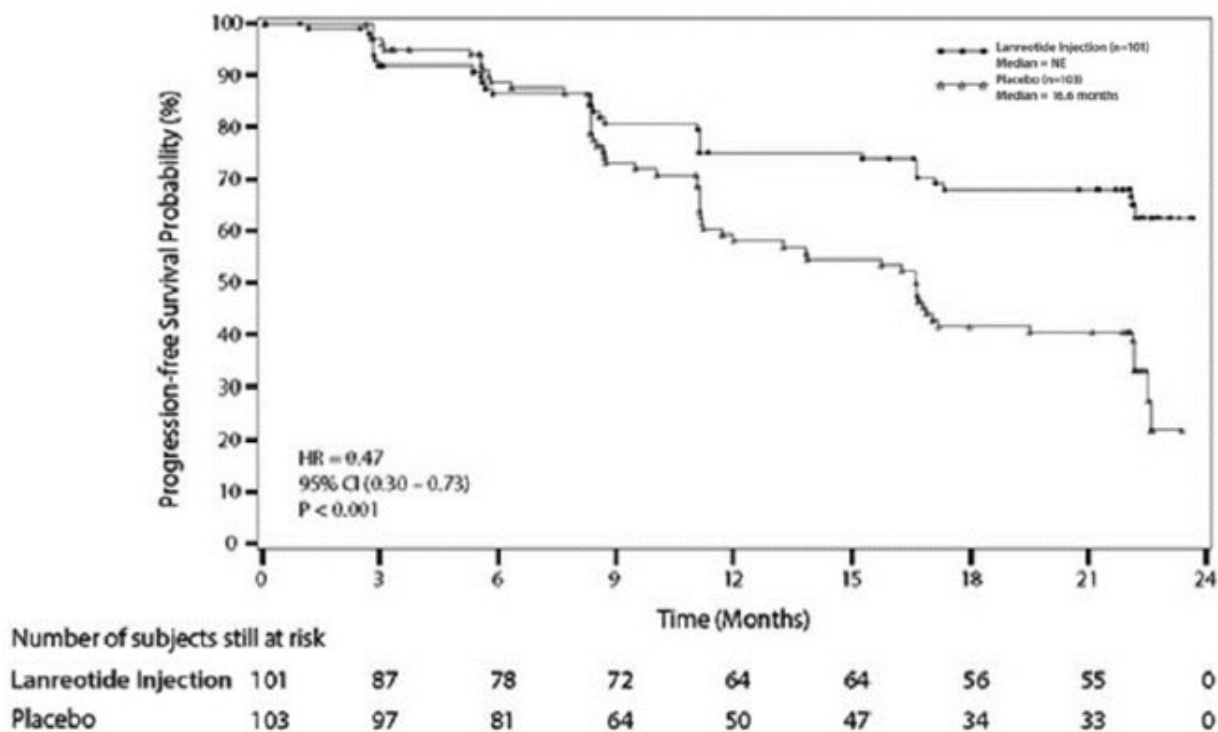 Progression-free Survival Probability (%)
100
90
80
70
60
50
40
30
20
10
0
Lanreotide Injection (n=101)
Median = NE
Placebo (n=103)
Median = 16.6 months
HR = 0.47
95% CI (0.30 – 0.73)
P < 0.001
0 3 6 9 12 15 18 21 24
Time (Months)
Number of subjects still at risk
Lanreotide Injection 101 87 78 72 64 64 56 55 0
Placebo 103 97 81 64 50 47 34 33 0